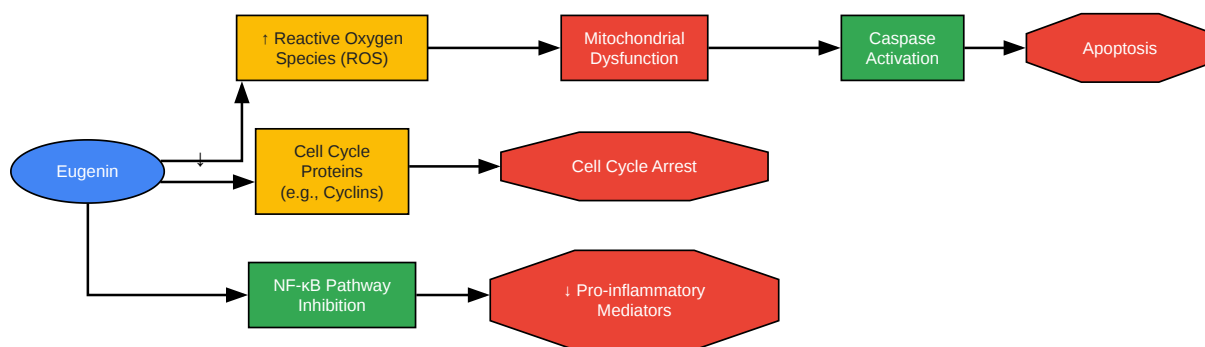 ↑ Reactive Oxygen
Species (ROS)
Mitochondrial
Dysfunction
Caspase
Activation
Apoptosis
Eugenin
↓
Cell Cycle
Proteins
(e.g., Cyclins)
Cell Cycle Arrest
NF-κB Pathway
Inhibition
↓ Pro-inflammatory
Mediators